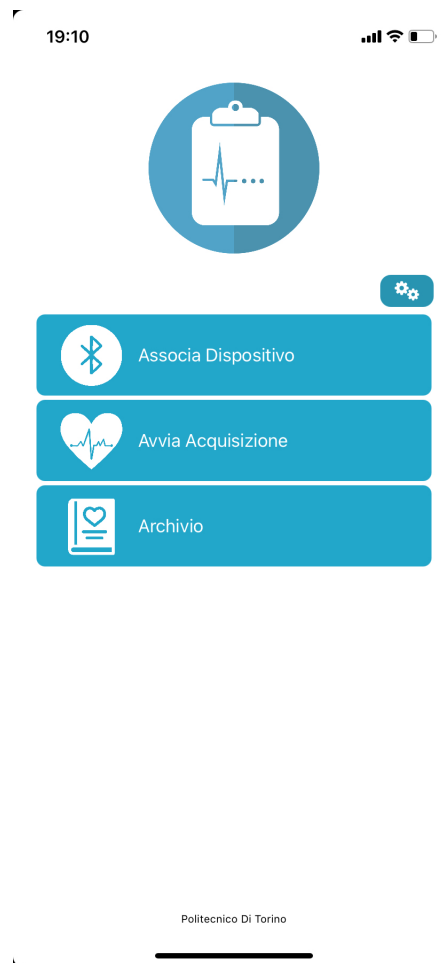 19:10
Associa Dispositivo
Avvia Acquisizione
Archivio
Politecnico Di Torino